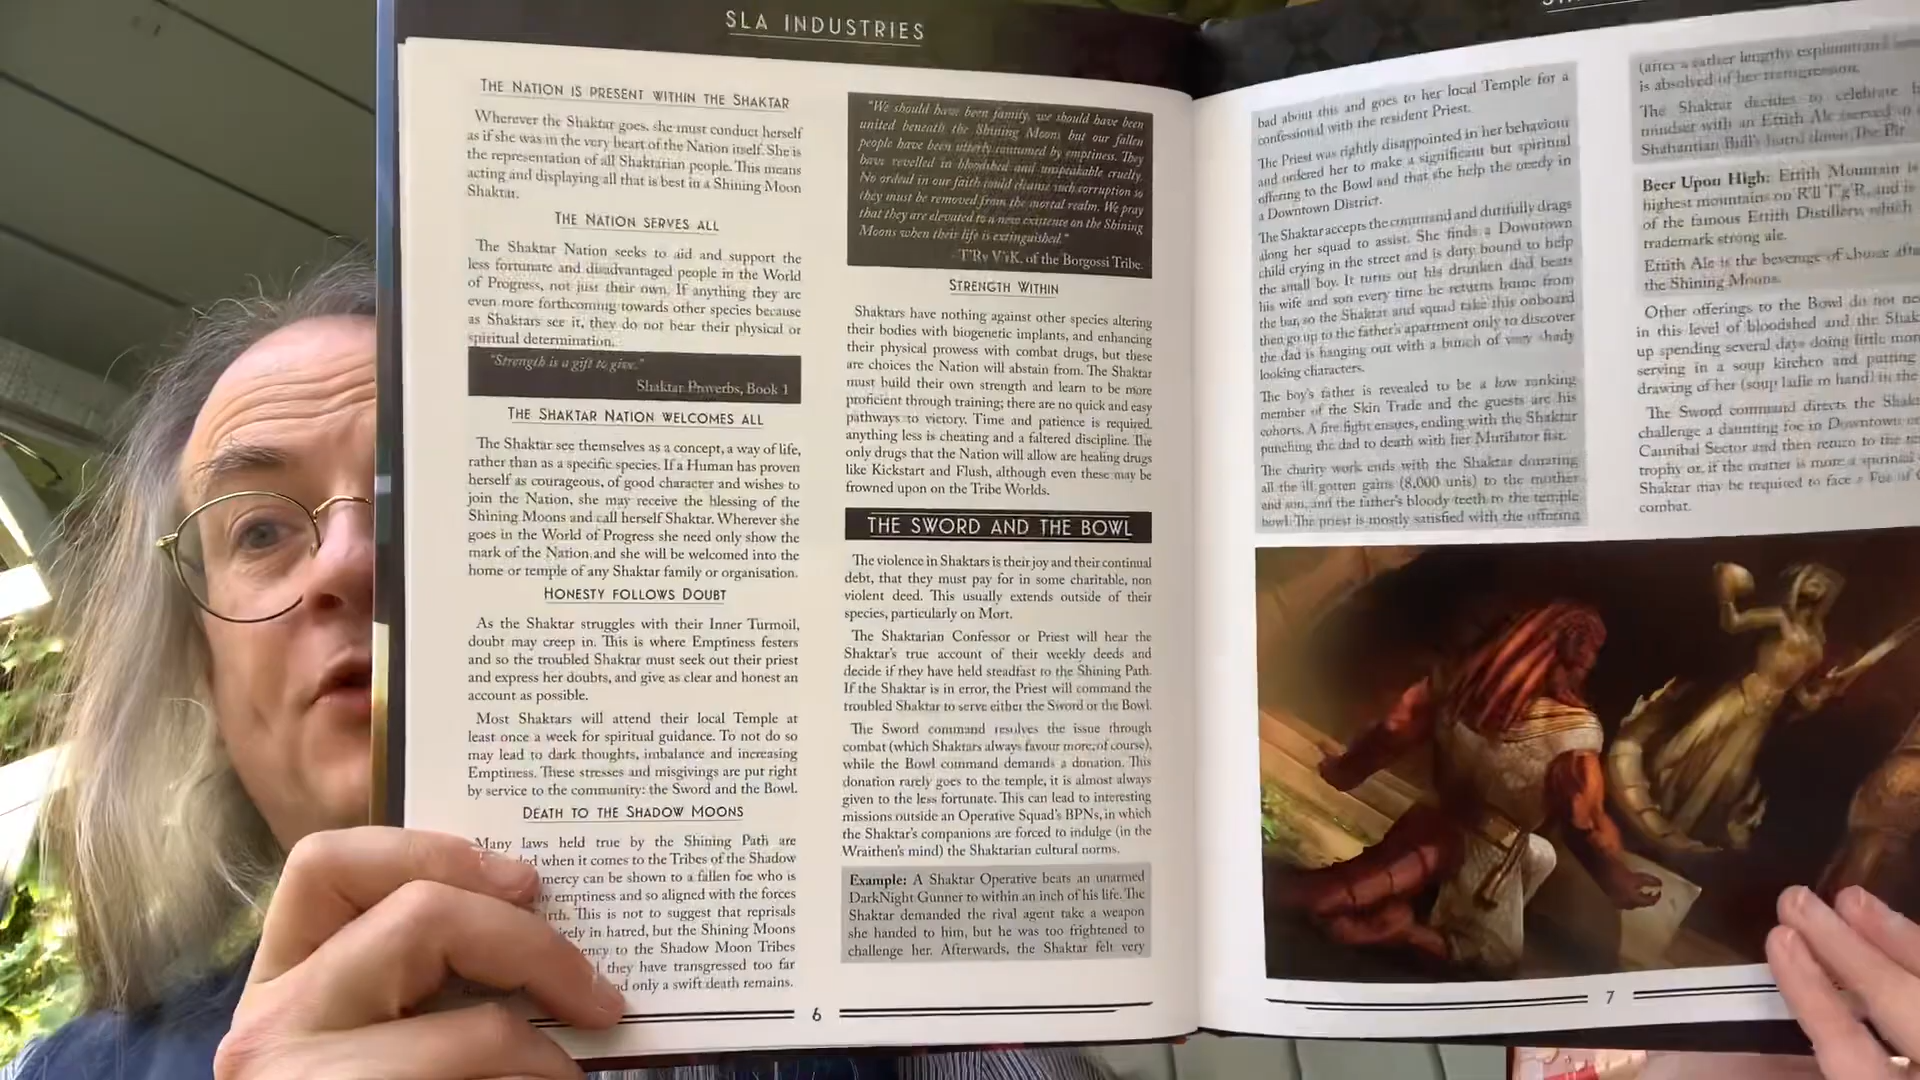 SLA INDUSTRIES
THE NATION IS PRESENT WITHIN THE SHAKTAR
Wherever the Shaktar goes, she must conduct herself
as if she was in the very heart of the Nation itself. She is
the representation of all Shaktarian people. This means
acting and displaying all that is best in a Shining Moon
Shaktar.
THE NATION SERVES ALL
The Shaktar Nation seeks to aid and support the
less fortunate and disadvantaged people in the World
of Progress, not just their own. If anything they are
even more forthcoming towards other species because
as Shaktars see it, they do not bear their physical or
spiritual determination.
"Strength is a gift to give."
Shaktar Proverbs, Book 1
THE SHAKTAR NATION WELCOMES ALL
The Shaktar see themselves as a concept, a way of life,
rather than as a specific species. If a Human has proven
herself as courageous, of good character and wishes to
join the Nation, she may receive the blessing of the
Shining Moons and call herself Shaktar. Wherever she
goes in the World of Progress she need only show the
mark of the Nation and she will be welcomed into the
home or temple of any Shaktar family or organisation.
HONESTY FOLLOWS DOUBT
As the Shaktar struggles with their Inner Turmoil,
doubt may creep in. This is where Emptiness festers
and so the troubled Shaktar must seek out their priest
and express her doubts, and give as clear and honest an
account as possible.
Most Shaktars will attend their local Temple at
least once a week for spiritual guidance. To not do so
may lead to dark thoughts, imbalance and increasing
Emptiness. These stresses and misgivings are put right
by service to the community: the Sword and the Bowl.
DEATH TO THE SHADOW MOONS
Many laws held true by the Shining Path are
when it comes to the Tribes of the Shadow
mercy can be shown to a fallen foe who is
by emptiness and so aligned with the forces
This is not to suggest that reprisals
in hatred, but the Shining Moons
to the Shadow Moon Tribes
they have transgressed too far
only a swift death remains.
6
"We should have been family, we should have been
united beneath the Shining Moon but our fallen
people have been utterly consumed by emptiness. They
have revelled in bloodshed and unspeakable cruelty.
No ordeal in our faith could cleanse such corruption so
they must be removed from the mortal realm. We pray
that they are elevated to a new existence on the Shining
Moons when their life is extinguished."
of the Borgossi Tribe.
STRENGTH WITHIN
Shaktars have nothing against other species altering
their bodies with biogenetic implants, and enhancing
their physical prowess with combat drugs, but these
are choices the Nation will abstain from. The Shaktar
must build their own strength and learn to be more
proficient through training; there are no quick and easy
pathways to victory. Time and patience is required,
anything less is cheating and a faltered discipline. The
only drugs that the Nation will allow are healing drugs
like Kickstart and Flush, although even these may be
frowned upon on the Tribe Worlds.
THE SWORD AND THE BOWL
The violence in Shaktars is their joy and their continual
debt, that they must pay for in some charitable, non
violent deed. This usually extends outside of their
species, particularly on Mort.
The Shaktarian Confessor or Priest will hear the
Shaktar's true account of their weekly deeds and
decide if they have held steadfast to the Shining Path.
If the Shaktar is in error, the Priest will command the
troubled Shaktar to serve either the Sword or the Bowl.
The Sword command resolves the issue through
combat (which Shaktars always favour more, of course),
while the Bowl command demands a donation. This
donation rarely goes to the temple, it is almost always
given to the less fortunate. This can lead to interesting
missions outside an Operative Squad's BPNs, in which
the Shaktar's companions are forced to indulge (in the
Wraithen's mind) the Shaktarian cultural norms.
Example: A Shaktar Operative beats an unarmed
DarkNight Gunner to within an inch of his life. The
Shaktar demanded the rival agent take a weapon
she handed to him, but he was too frightened to
challenge her. Afterwards, the Shaktar felt very
bad about this and goes to her local Temple for a
confessional with the resident Priest.
The Priest was rightly disappointed in her behaviour
and ordered her to make a significant but spiritual
offering to the Bowl and that she help the needy in
a Downtown District.
The Shaktar accepts the command and dutifully drags
along her squad to assist. She finds a Downtown
child crying in the street and is duty bound to help
the small boy. It turns out his drunken dad beats
his wife and son every time he returns home from
the bar, so the Shaktar and squad take this onboard
then go up to the father's apartment only to discover
the dad is hanging out with a bunch of very shady
looking characters.
The boy's father is revealed to be a low ranking
member of the Skin Trade and the guests are his
cohorts. A fire fight ensues, ending with the Shaktar
punching the dad to death with her Mutilator fist.
The charity work ends with the Shaktar donating
all the ill gotten gains (8,000 unis) to the mother
and son, and the father's bloody teeth to the temple
bowl. The priest is mostly satisfied with the offering
(after a rather lengthy explanation)
is absolved of her transgression.
The Shaktar decides to celebrate
mindset with an Ettith Ale (served in
Shahantian Bull's horn) down The Pit.
Beer Upon High: Ettith Mountain is
highest mountains on and is
of the famous Ettith Distillery, which
trademark strong ale.
Ettith Ale is the beverage of choice
the Shining Moons.
Other offerings to the Bowl do not
in this level of bloodshed and the
up spending several days doing little
serving in a soup kitchen and putting
drawing of her (soup ladle in hand) in the
The Sword command directs the
challenge a daunting foe in Downtown
Cannibal Sector and then return to the
trophy or, if the matter is more a spiritual
Shaktar may be required to face a
combat.
7